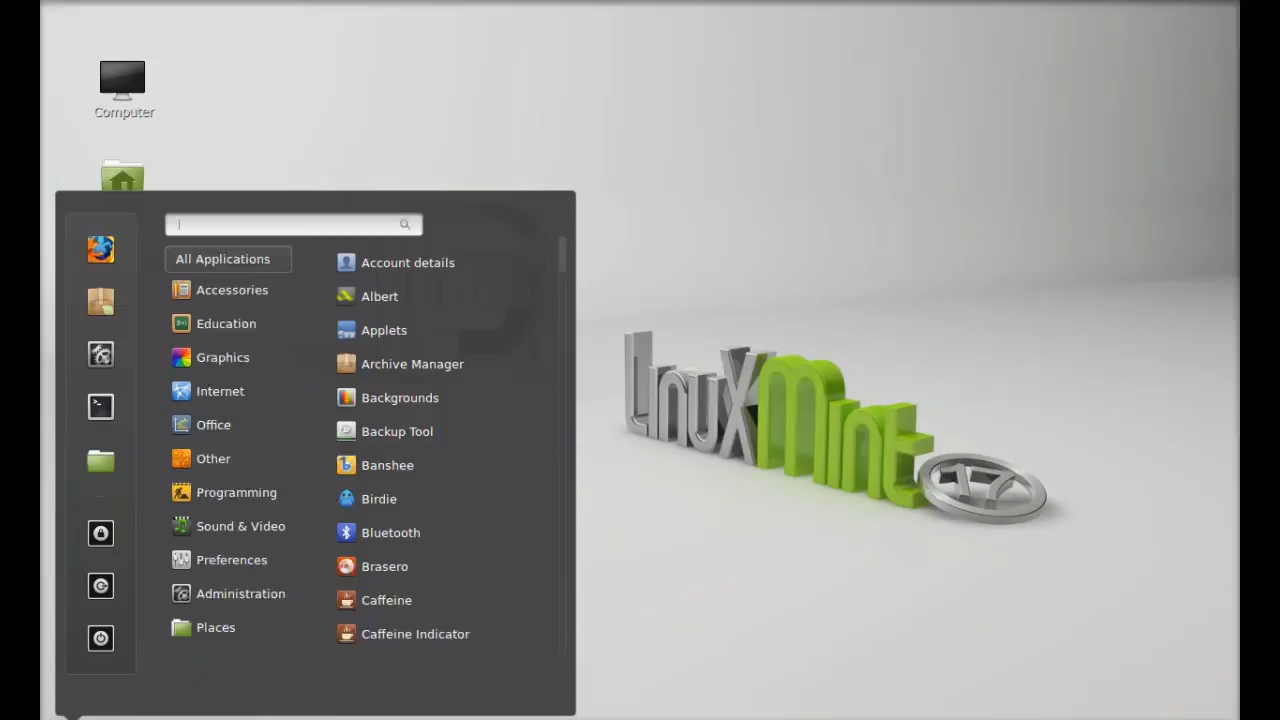 Computer
All Applications
Accessories
Education
Graphics
Internet
Office
Other
Programming
Sound & Video
Preferences
Administration
Places
Account details
Albert
Applets
Archive Manager
Backgrounds
Backup Tool
Banshee
Birdie
Bluetooth
Brasero
Caffeine
Caffeine Indicator
LinuxMint 17